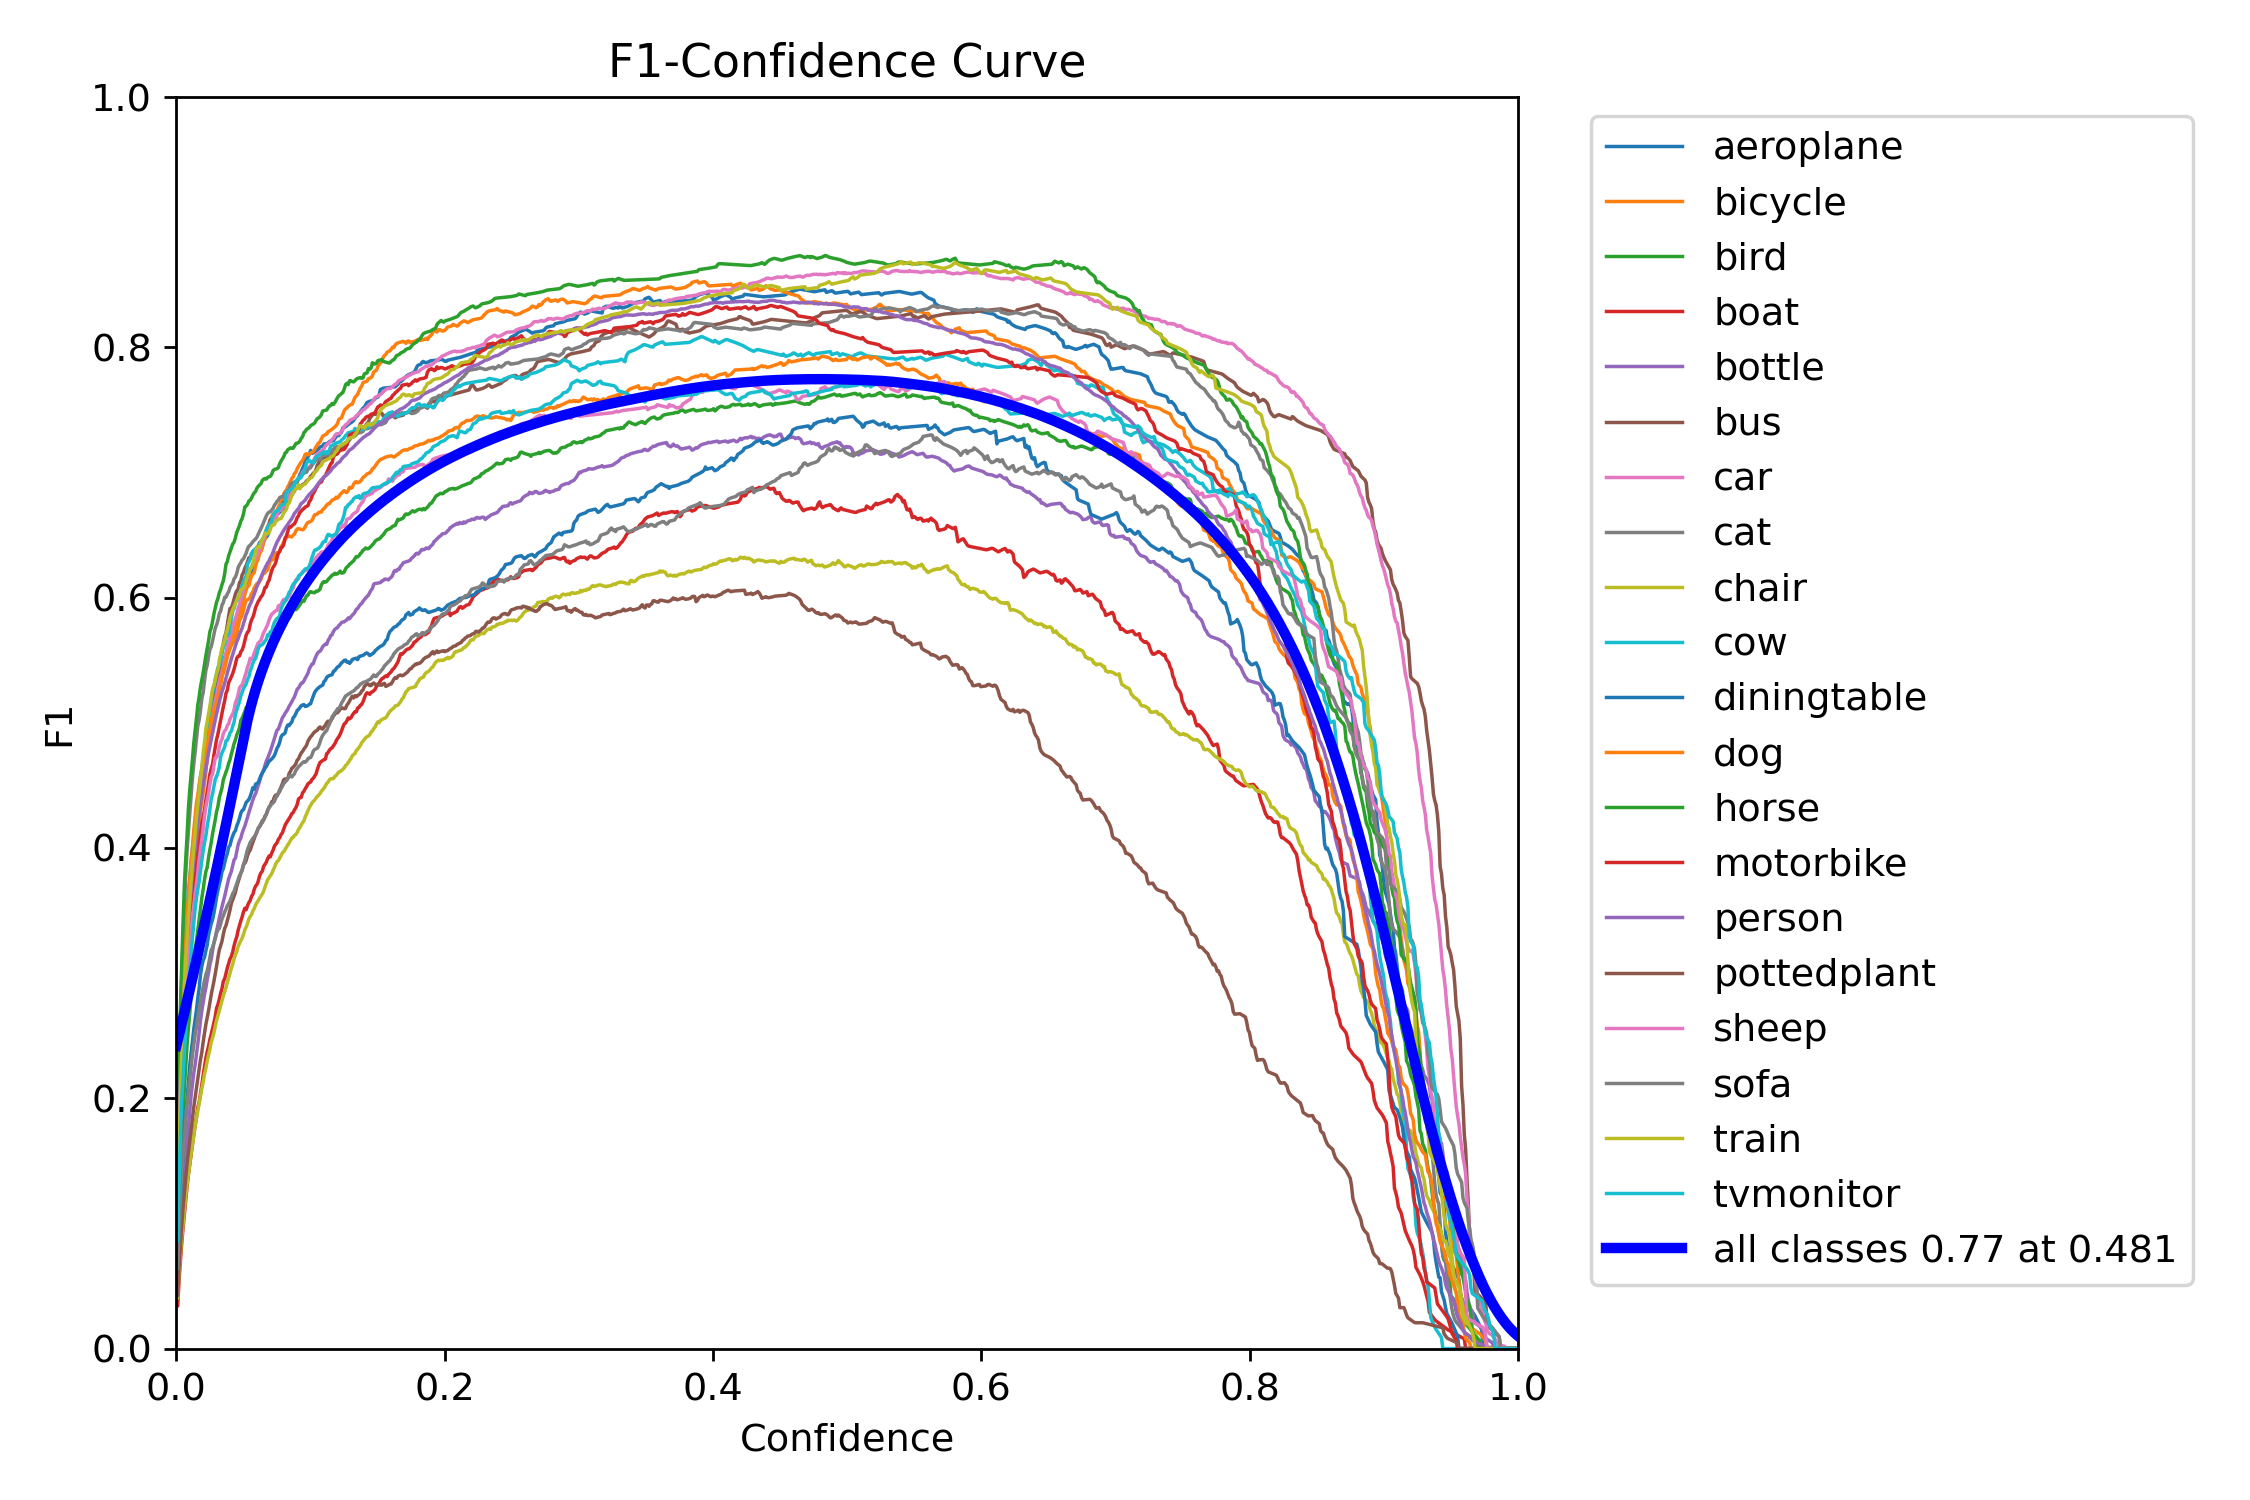 F1-Confidence Curve
1.0
0.8
0.6
0.4
0.2
0.0
F1
0.0 0.2 0.4 0.6 0.8 1.0
Confidence
aeroplane
bicycle
bird
boat
bottle
bus
car
cat
chair
cow
diningtable
dog
horse
motorbike
person
pottedplant
sheep
sofa
train
tvmonitor
all classes 0.77 at 0.481